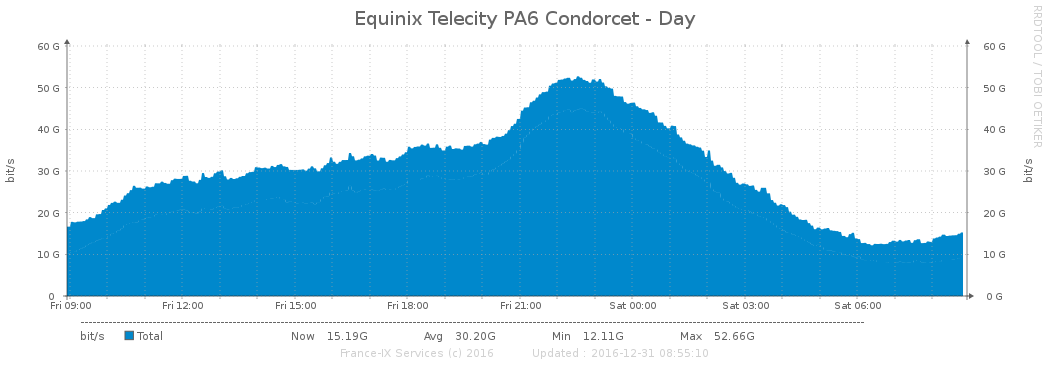 Equinix Telecity PA6 Condorcet - Day
RRDTOOL / TOBI OETIKER
60 G 60 G
50 G 50 G
40 G 40 G
30 G 30 G
20 G 20 G
10 G 10 G
0 0 G
bit/s
bit/s
Fri 09:00 Fri 12:00 Fri 15:00 Fri 18:00 Fri 21:00 Sat 00:00 Sat 03:00 Sat 06:00
bit/s Total Now 15.19G Avg 30.20G Min 12.11G Max 52.66G
France-IX Services (c) 2016 Updated : 2016-12-31 08:55:10